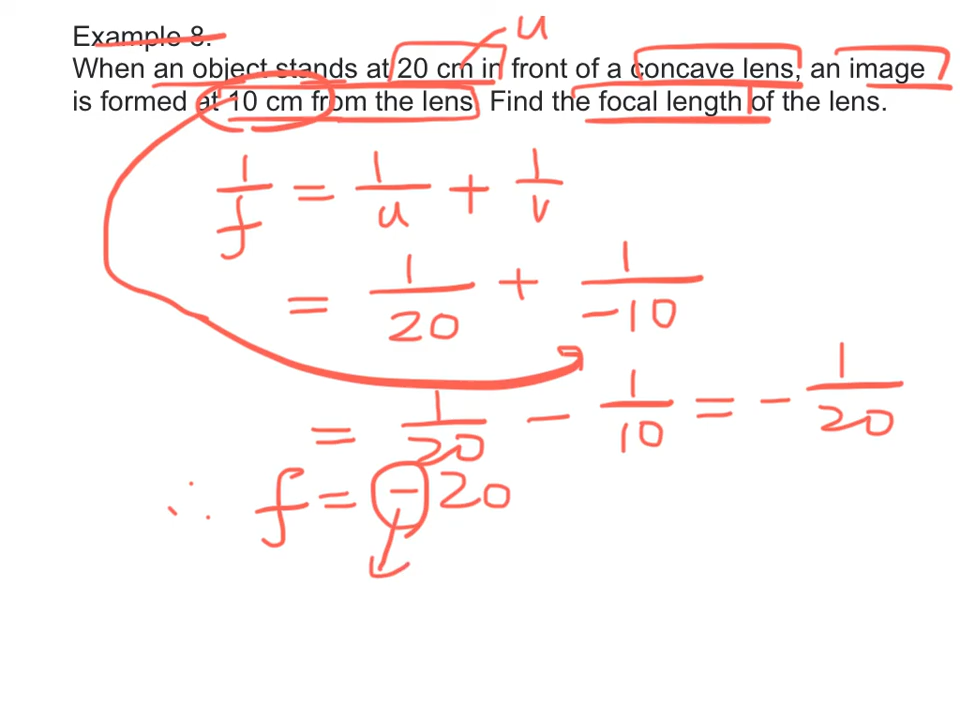 u
Example 8.
When an object stands at 20 cm in front of a concave lens, an image
is formed at 10 cm from the lens. Find the focal length of the lens.
1/f = 1/u + 1/v
= 1/20 + 1/-10
= 1/20 - 1/10 = - 1/20
∴ f = -20